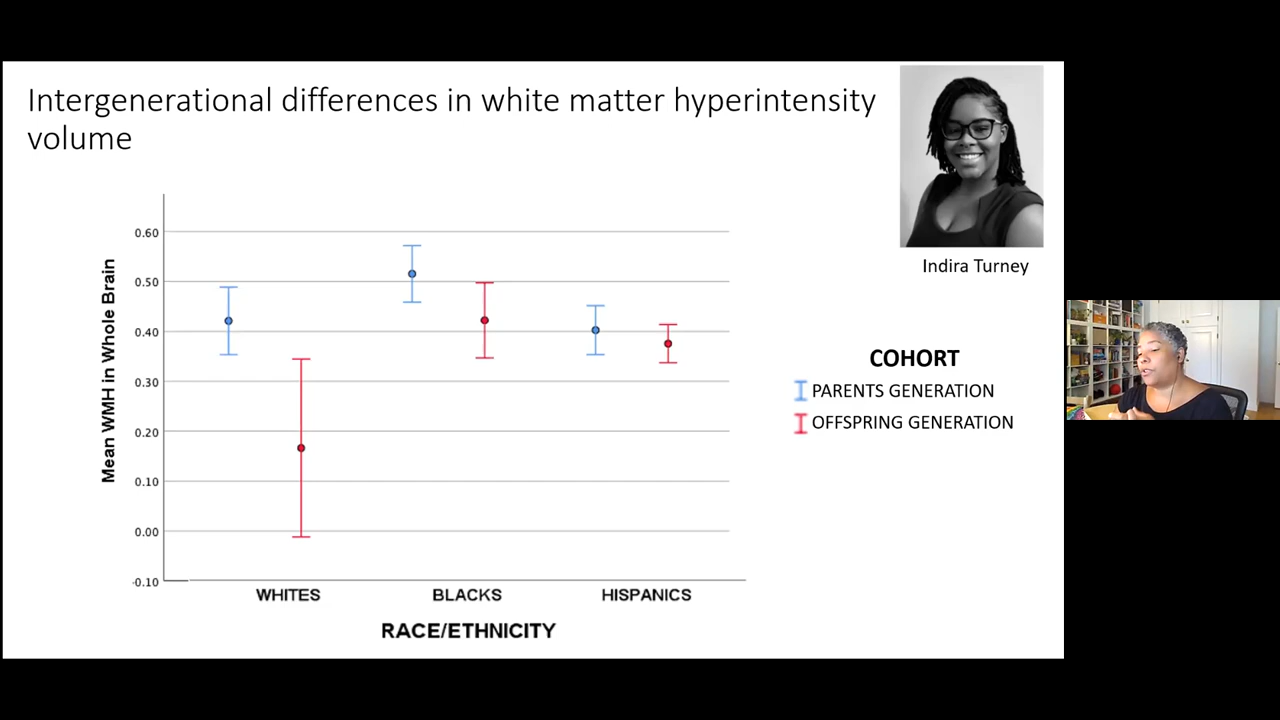 Intergenerational differences in white matter hyperintensity
volume
Indira Turney
Mean WMH in Whole Brain
0.60
0.50
0.40
0.30
0.20
0.10
0.00
-0.10
WHITES
BLACKS
HISPANICS
RACE/ETHNICITY
COHORT
PARENTS GENERATION
OFFSPRING GENERATION